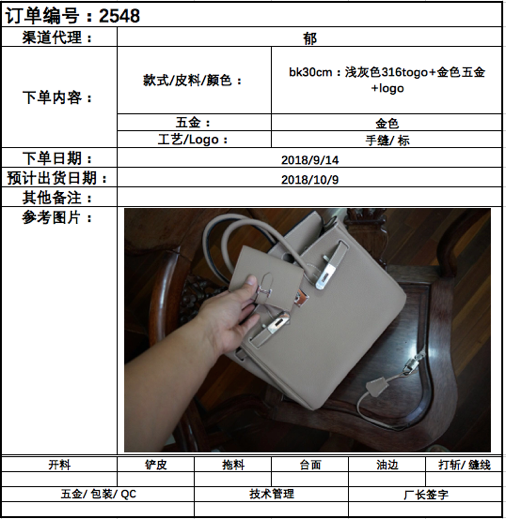 订单编号：2548
渠道代理： 郁
下单内容： 款式/皮料/颜色： bk30cm：浅灰色316togo+金色五金
+logo
五金： 金色
工艺/Logo： 手缝/ 标
下单日期： 2018/9/14
预计出货日期： 2018/10/9
其他备注：
参考图片：
开料 铲皮 拖料 台面 油边 打斩/ 缝线
五金/ 包装/ QC 技术管理 厂长签字